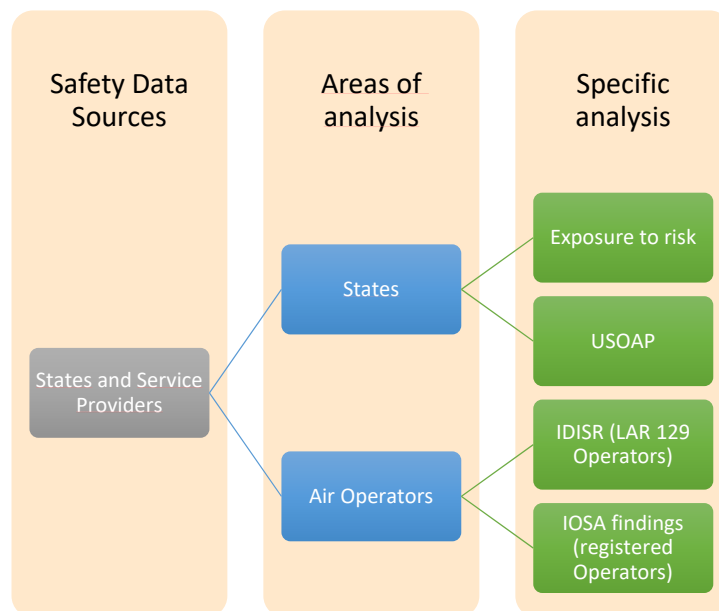 Safety Data
Sources
Areas of
analysis
Specific
analysis
States and Service
Providers
States
Air Operators
Exposure to risk
USOAP
IDISR (LAR 129
Operators)
IOSA findings
(registered
Operators)